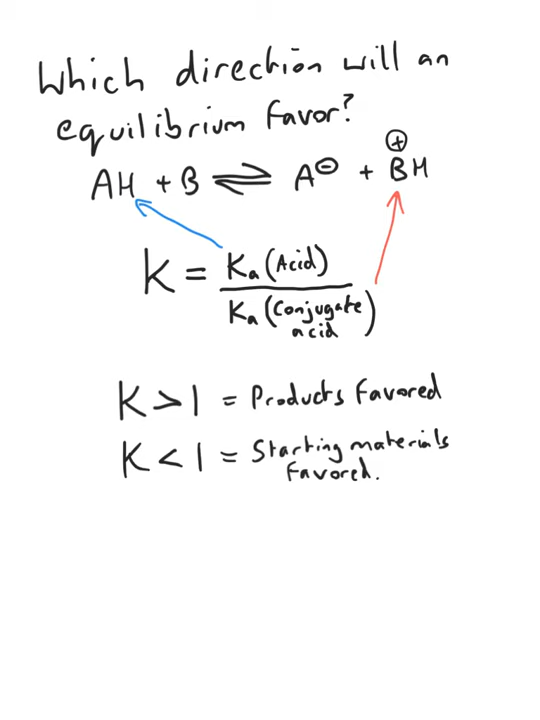 Which direction will an
equilibrium favor?
AH + B ⇌ A⊖ + B⊕H
K = Ka (Acid)
Ka (Conjugate
acid)
K > 1 = Products favored
K < 1 = Starting materials
favored.